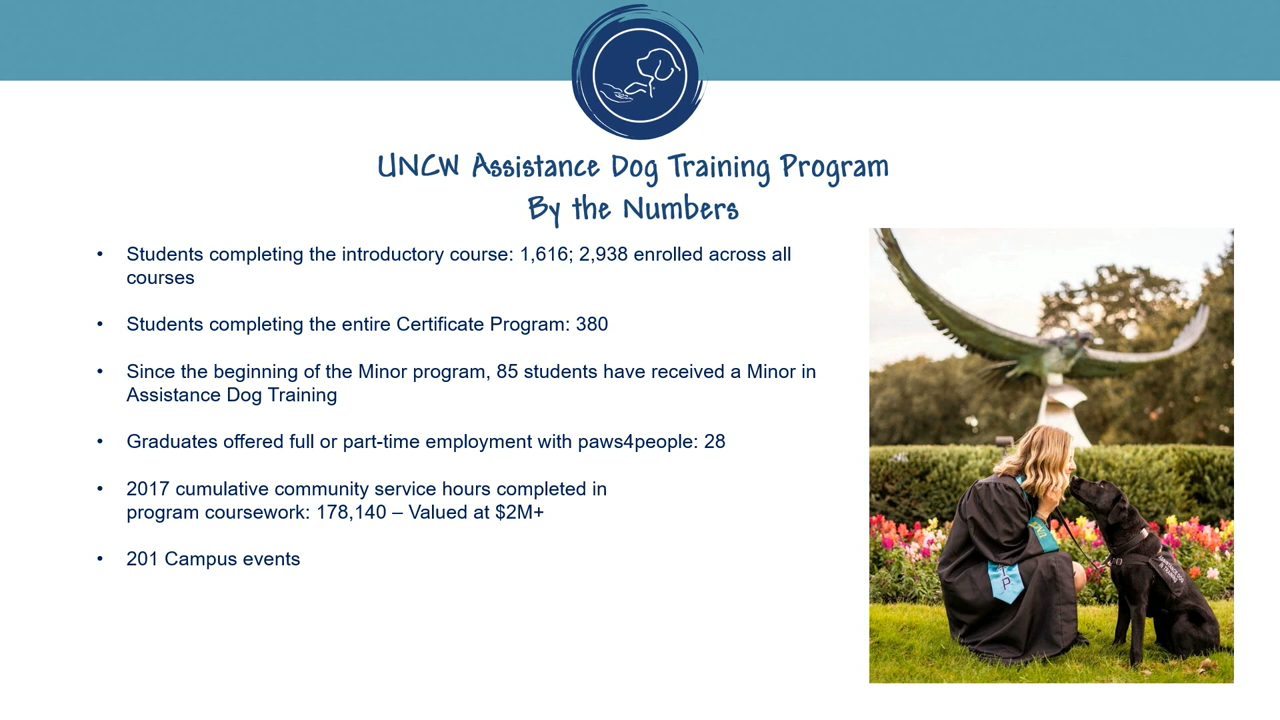 UNCW Assistance Dog Training Program
By the Numbers
• Students completing the introductory course: 1,616; 2,938 enrolled across all
courses
• Students completing the entire Certificate Program: 380
• Since the beginning of the Minor program, 85 students have received a Minor in
Assistance Dog Training
• Graduates offered full or part-time employment with paws4people: 28
• 2017 cumulative community service hours completed in
program coursework: 178,140 – Valued at $2M+
• 201 Campus events